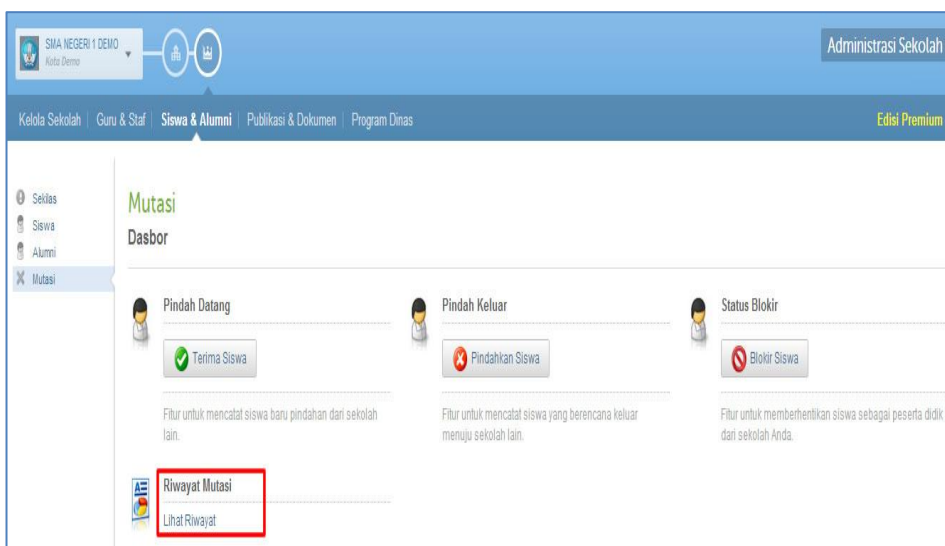 SMA NEGERI 1 DEMO
Kota Demo
Administrasi Sekolah
Kelola Sekolah | Guru & Staf | Siswa & Alumni | Publikasi & Dokumen | Program Dinas
Edisi Premium
Sekilas
Siswa
Alumni
Mutasi
Mutasi
Dasbor
Pindah Datang
Terima Siswa
Fitur untuk mencatat siswa baru pindahan dari sekolah
lain.
Pindah Keluar
Pindahkan Siswa
Fitur untuk mencatat siswa yang berencana keluar
menuju sekolah lain.
Status Blokir
Blokir Siswa
Fitur untuk memberhentikan siswa sebagai peserta didik
dari sekolah Anda.
Riwayat Mutasi
Lihat Riwayat